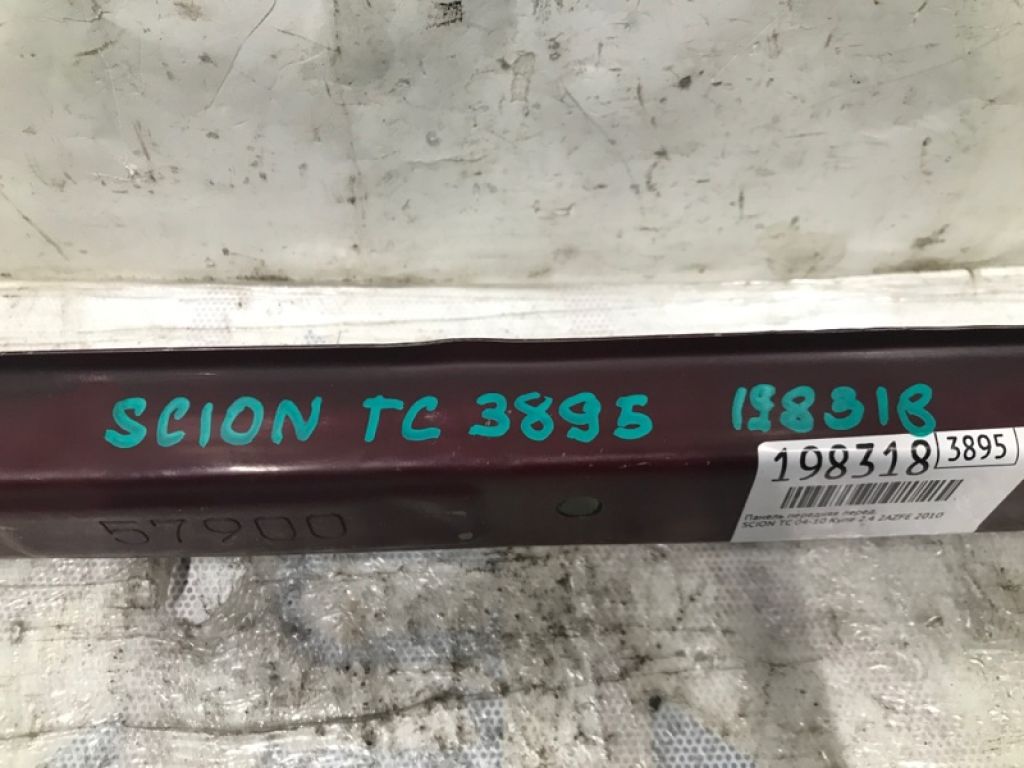 SCION TC 3895 198318
198318 3895
Панель передняя перед.
SCION TC 04-10 Купе 2.4 2AZFE 2010
57900